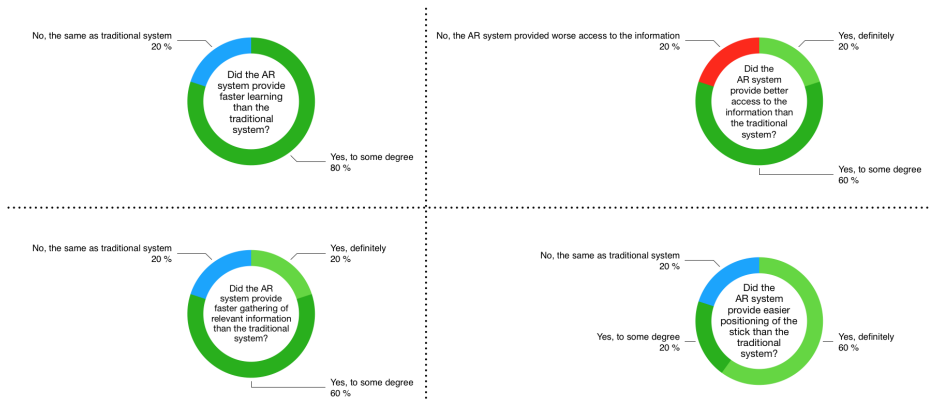 No, the same as traditional system
20 %
Did the AR
system provide
faster learning
than the
traditional
system?
Yes, to some degree
80 %
No, the AR system provided worse access to the information
20 %
Yes, definitely
20 %
Did the
AR system
provide better
access to the
information than
the traditional
system?
Yes, to some degree
60 %
No, the same as traditional system
20 %
Yes, definitely
20 %
Did the AR
system provide
faster gathering of
relevant information
than the traditional
system?
Yes, to some degree
60 %
No, the same as traditional system
20 %
Did the
AR system
provide easier
positioning of the
stick than the
traditional
system?
Yes, to some degree
20 %
Yes, definitely
60 %